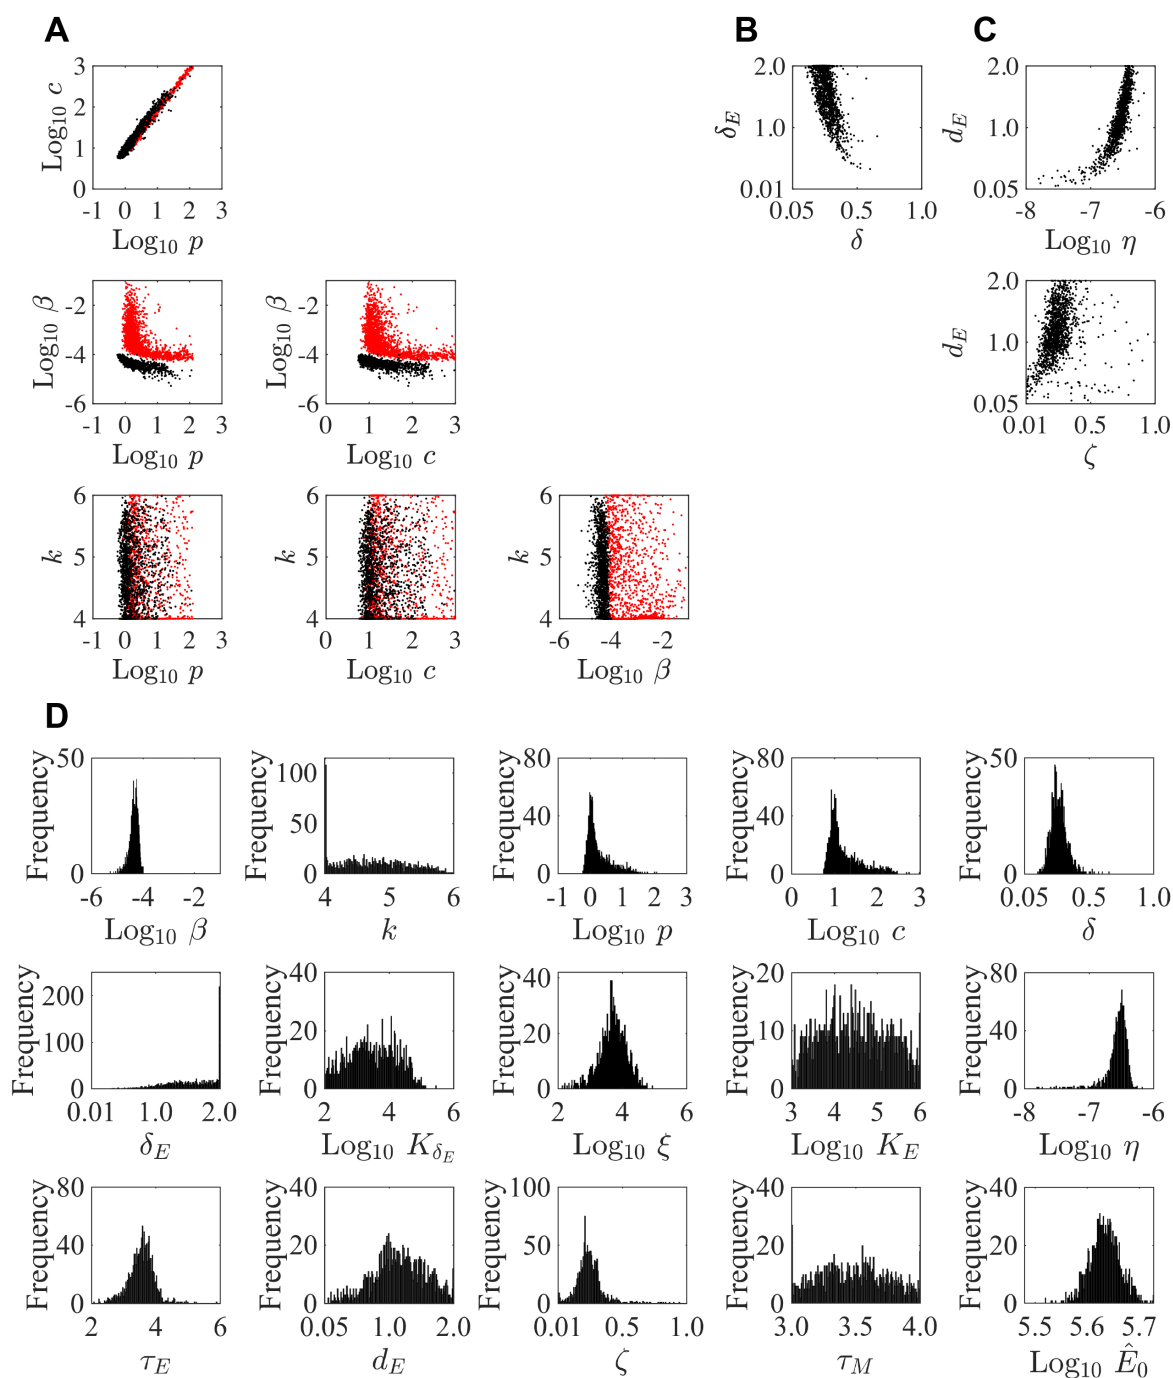 A
B
C
Log10 c
3
2
1
0
-1 0 1 2 3
Log10 p
δE
2.0
1.0
0.01
0.05 0.5 1.0
δ
dE
2.0
1.0
0.05
-8 -7 -6
Log10 η
Log10 β
-2
-4
-6
-1 0 1 2 3
Log10 p
Log10 β
-2
-4
-6
0 1 2 3
Log10 c
dE
2.0
1.0
0.05
0.01 0.5 1.0
ζ
k
6
5
4
-1 0 1 2 3
Log10 p
k
6
5
4
0 1 2 3
Log10 c
k
6
5
4
-6 -4 -2
Log10 β
D
Frequency
50
0
-6 -4 -2
Log10 β
Frequency
100
50
0
4 5 6
k
Frequency
80
40
0
-1 0 1 2 3
Log10 p
Frequency
80
40
0
0 1 2 3
Log10 c
Frequency
50
0
0.05 0.5 1.0
δ
Frequency
200
100
0
0.01 1.0 2.0
δE
Frequency
40
20
0
2 4 6
Log10 KδE
Frequency
40
20
0
2 4 6
Log10 ξ
Frequency
20
10
0
3 4 5 6
Log10 KE
Frequency
80
40
0
-8 -7 -6
Log10 η
Frequency
80
40
0
2 4 6
τE
Frequency
40
20
0
0.05 1.0 2.0
dE
Frequency
100
50
0
0.01 0.5 1.0
ζ
Frequency
40
20
0
3.0 3.5 4.0
τM
Frequency
40
20
0
5.5 5.6 5.7
Log10 Ê0